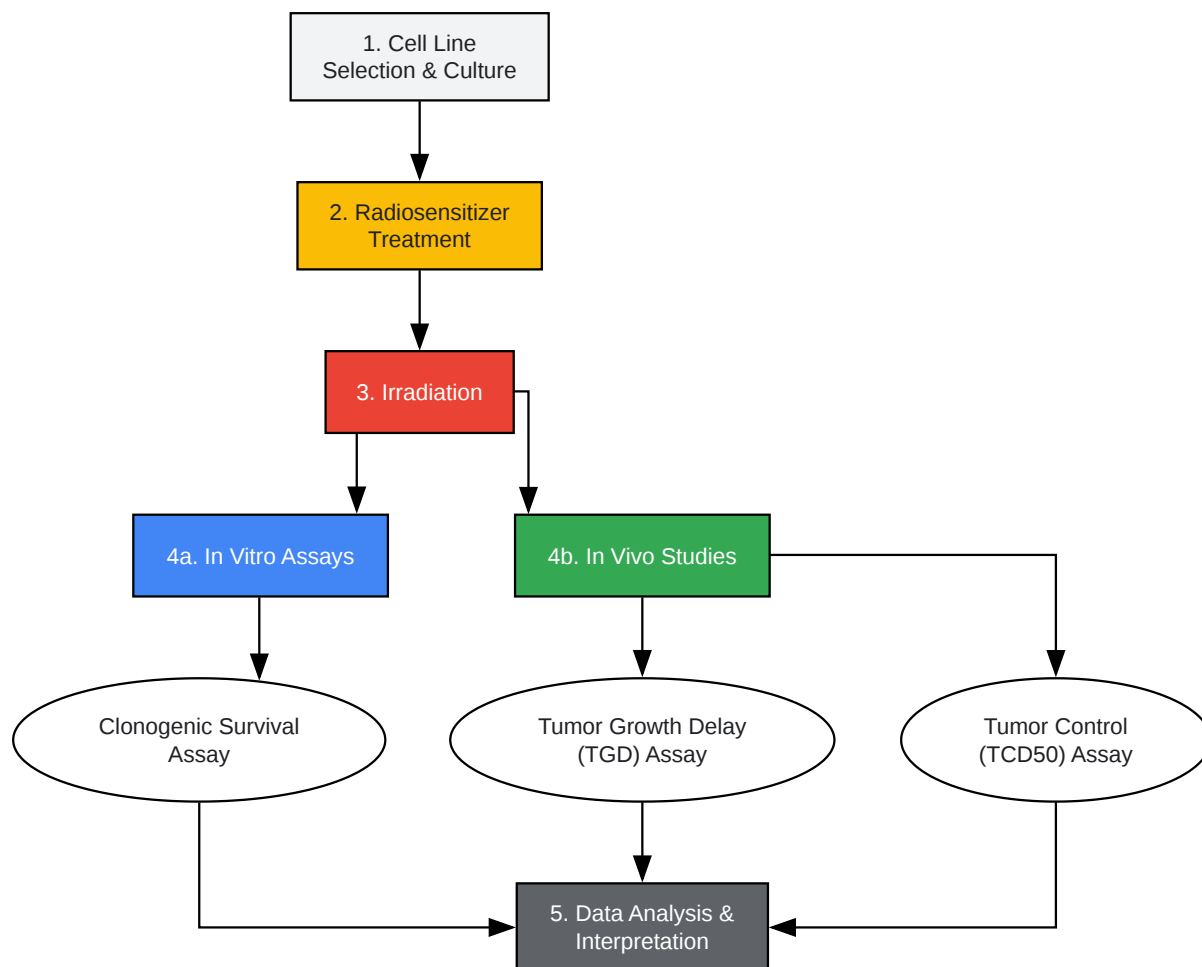 1. Cell Line
Selection & Culture
2. Radiosensitizer
Treatment
3. Irradiation
4a. In Vitro Assays
4b. In Vivo Studies
Clonogenic Survival
Assay
Tumor Growth Delay
(TGD) Assay
Tumor Control
(TCD50) Assay
5. Data Analysis &
Interpretation